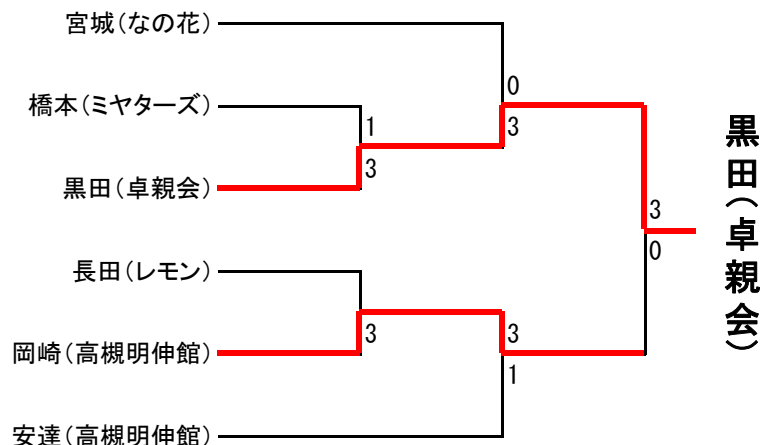 宮城(なの花)
0
橋本(ミヤターズ)
1
3
3
黒田(卓親会)
3
黒田(卓親会)
3
0
長田(レモン)
3
3
岡崎(高槻明伸館)
1
安達(高槻明伸館)